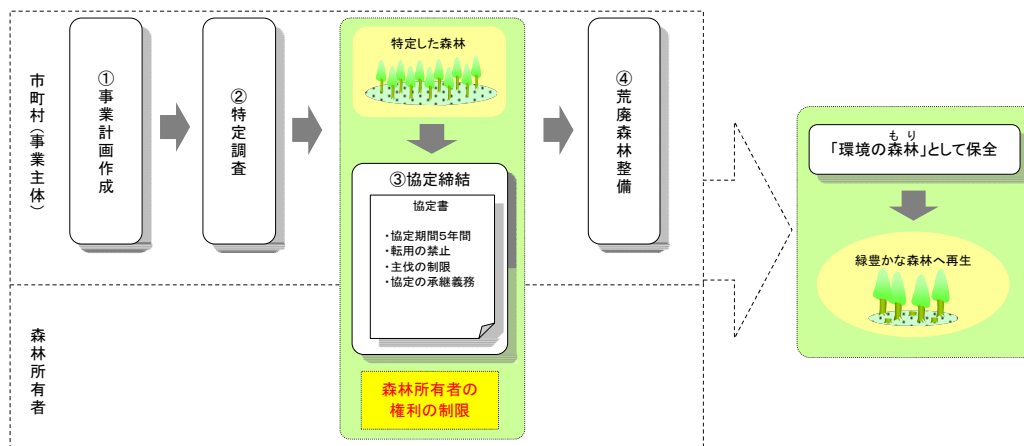 市町村（事業主体）
①事業計画作成
②特定調査
特定した森林
③協定締結
協定書
・協定期間5年間
・転用の禁止
・主伐の制限
・協定の承継義務
森林所有者の
権利の制限
④荒廃森林整備
森林所有者
もり
「環境の森林」として保全
緑豊かな森林へ再生